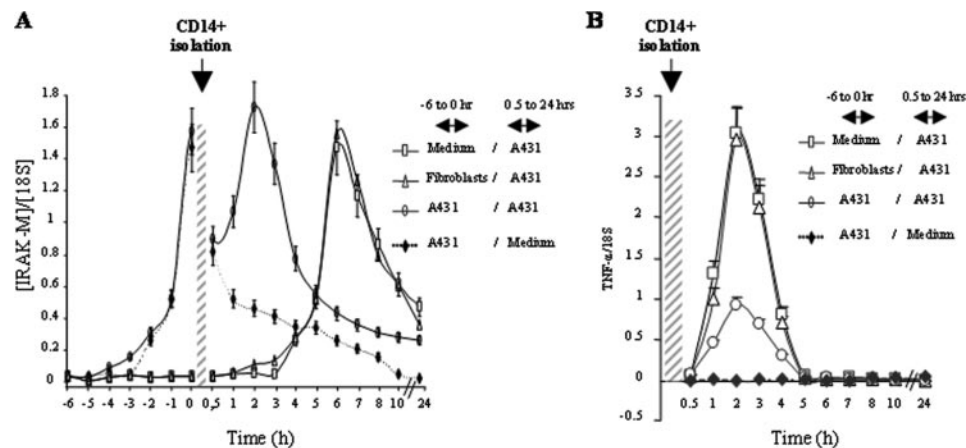 A
CD14+
isolation
[IRAK-M]/[18S]
1.8
1.6
1.4
1.2
1
0.8
0.6
0.4
0.2
0
-6 -5 -4 -3 -2 -1 0 0.5 1 2 3 4 5 6 7 8 10 24
Time (h)
-6 to 0 hr 0.5 to 24 hrs
Medium / A431
Fibroblasts / A431
A431 / A431
A431 / Medium
B
CD14+
isolation
TNF-α/18S
3.5
3
2.5
2
1.5
1
0.5
0
-0.5
0.5 1 2 3 4 5 6 7 8 10 24
Time (h)
-6 to 0 hr 0.5 to 24 hrs
Medium / A431
Fibroblasts / A431
A431 / A431
A431 / Medium